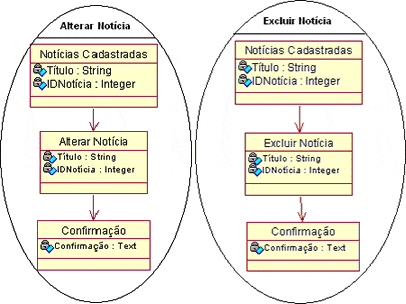 Alterar Notícia
Notícias Cadastradas
Título : String
IDNotícia : Integer
Alterar Notícia
Título : String
IDNotícia : Integer
Confirmação
Confirmação : Text
Excluir Notícia
Notícias Cadastradas
Título : String
IDNotícia : Integer
Excluir Notícia
Título : String
IDNotícia : Integer
Confirmação
Confirmação : Text